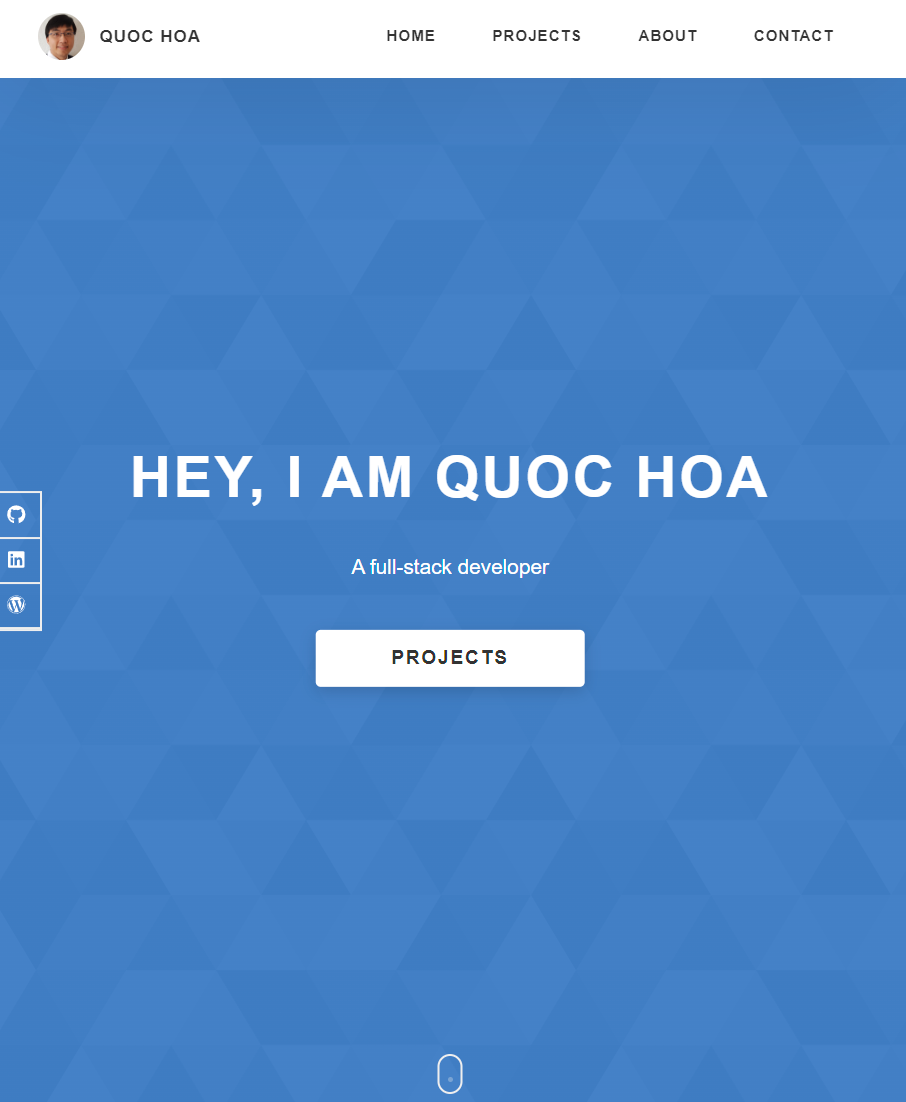 QUOC HOA
HOME PROJECTS ABOUT CONTACT
HEY, I AM QUOC HOA
A full-stack developer
PROJECTS